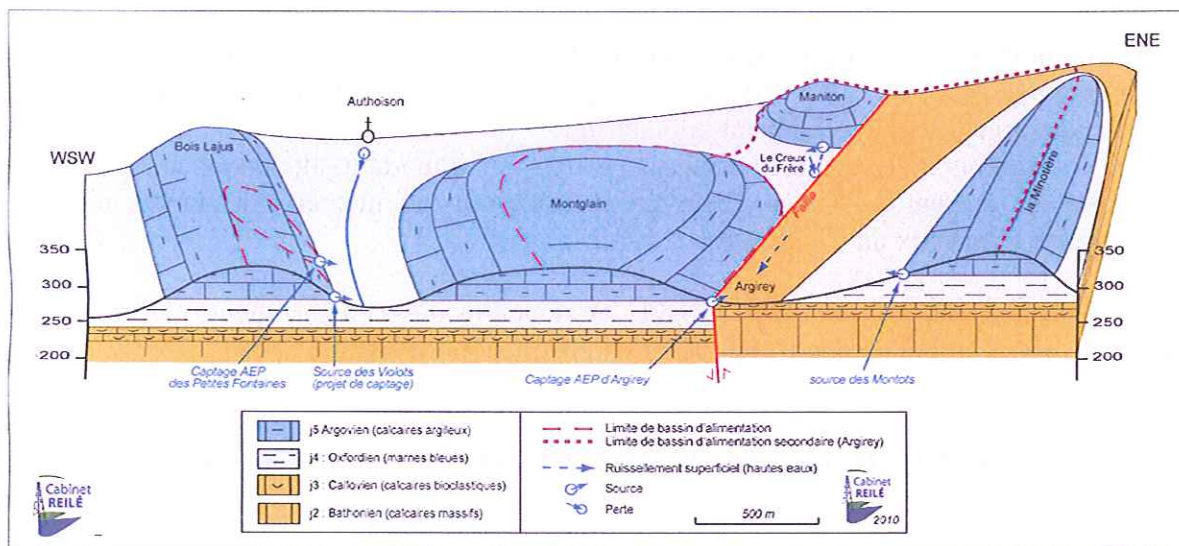 ENE
Authoison
Maniton
WSW
Bois Lajus
Le Creux
du Frère
Montglain
la Minotière
Faille
350
300
250
200
Argirey
350
300
250
200
Captage AEP
des Petites Fontaines
Source des Violots
(projet de captage)
Captage AEP d'Argirey
source des Montots
j5 Argovien (calcaires argileux)
j4 : Oxfordien (marnes bleues)
j3 : Callovien (calcaires bioclastiques)
j2 : Bathonien (calcaires massifs)
Limite de bassin d'alimentation
Limite de bassin d'alimentation secondaire (Argirey)
Ruissellement superficiel (hautes eaux)
Source
Perte
500 m
Cabinet
REILÉ
Cabinet
REILÉ
2010